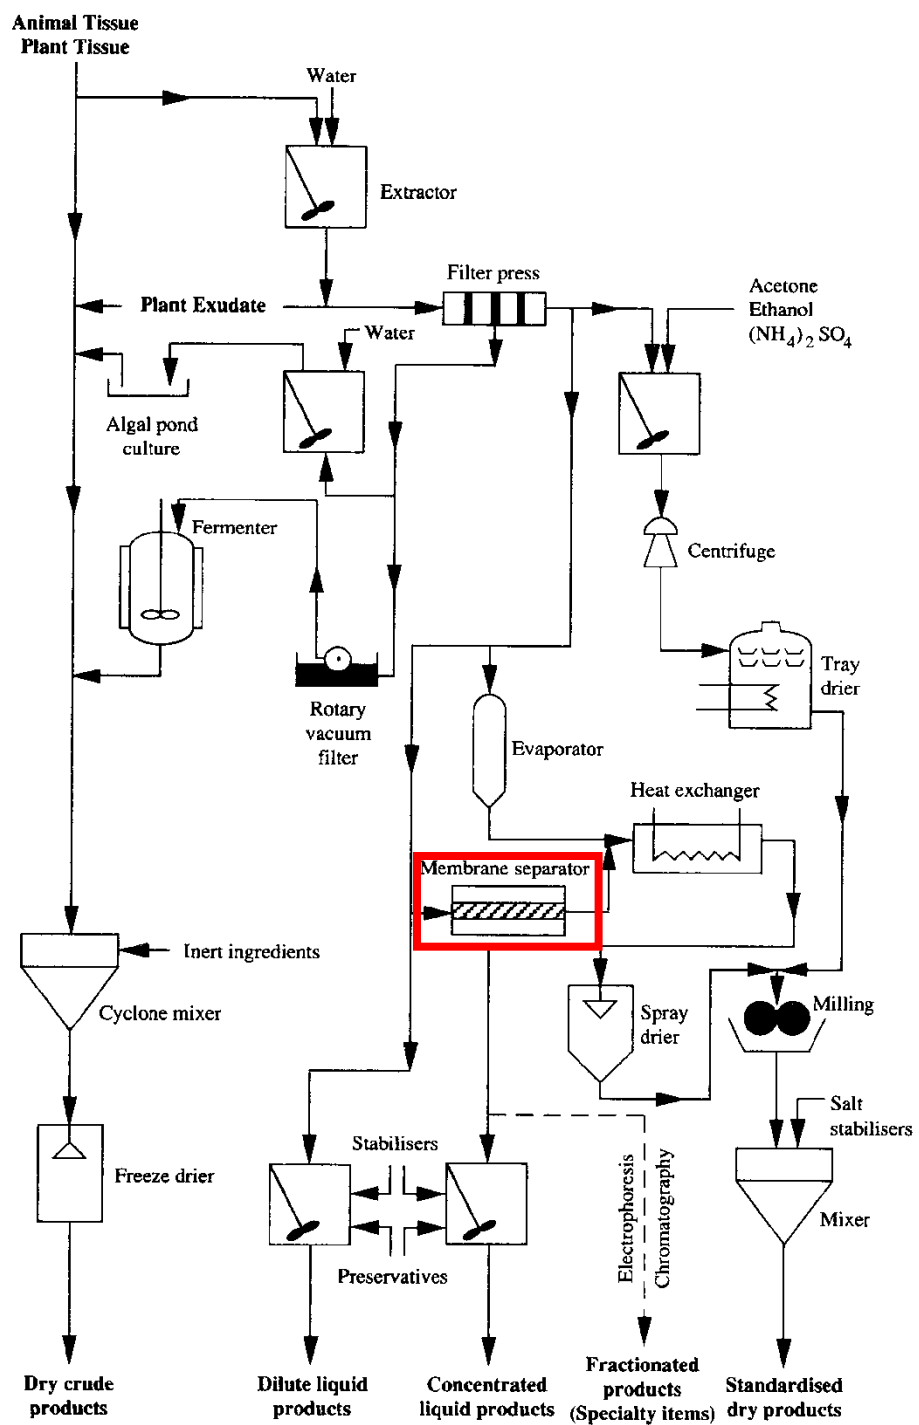 Animal Tissue
Plant Tissue
Water
Extractor
Filter press
Plant Exudate
Acetone
Ethanol
(NH4)2 SO4
Water
Algal pond
culture
Fermenter
Centrifuge
Rotary
vacuum
filter
Tray
drier
Evaporator
Heat exchanger
Membrane separator
Inert ingredients
Cyclone mixer
Spray
drier
Milling
Salt
stabilisers
Freeze drier
Stabilisers
Preservatives
Electrophoresis
Chromatography
Mixer
Dry crude
products
Dilute liquid
products
Concentrated
liquid products
Fractionated
products
(Specialty items)
Standardised
dry products